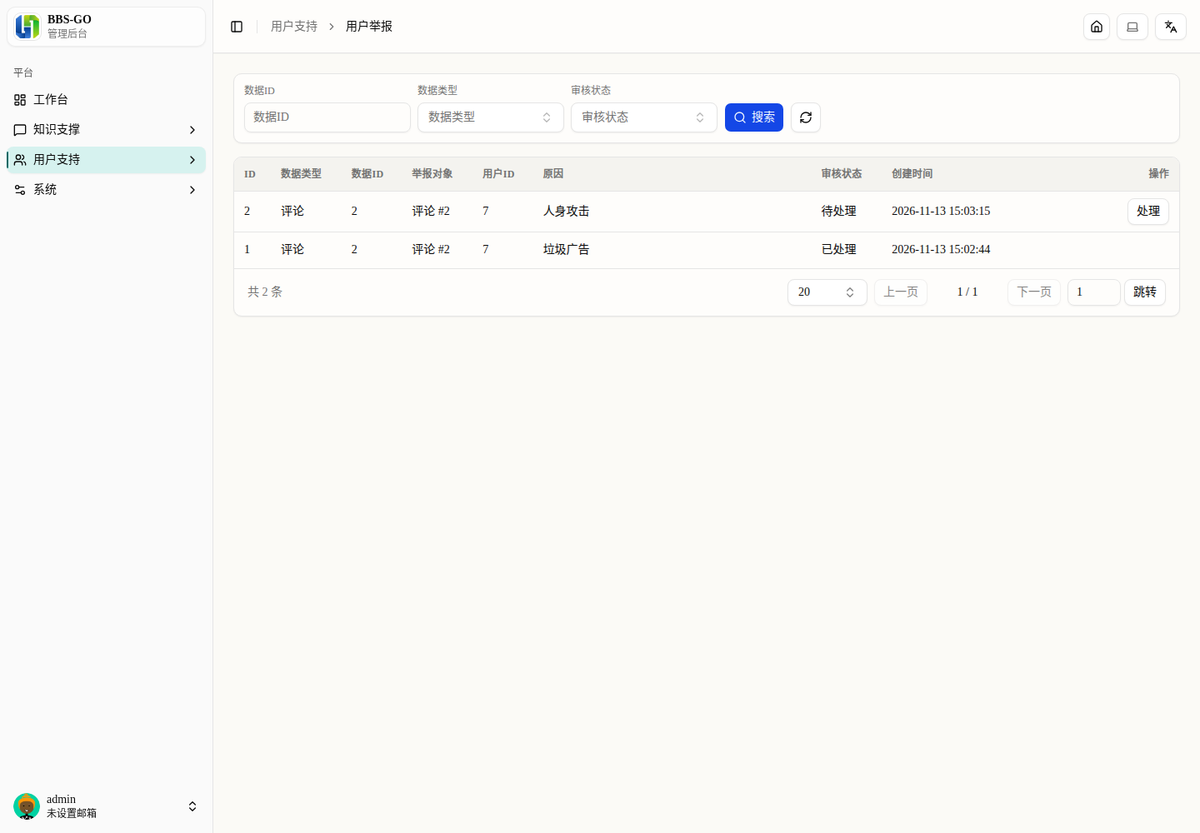 BBS-GO
管理后台
平台
工作台
知识支撑
用户支持
系统
admin
未设置邮箱
用户支持 用户举报
数据ID 数据类型 审核状态
数据ID 数据类型 审核状态 搜索
ID 数据类型 数据ID 举报对象 用户ID 原因 审核状态 创建时间 操作
2 评论 2 评论 #2 7 人身攻击 待处理 2026-11-13 15:03:15 处理
1 评论 2 评论 #2 7 垃圾广告 已处理 2026-11-13 15:02:44
共 2 条 20 上一页 1 / 1 下一页 1 跳转